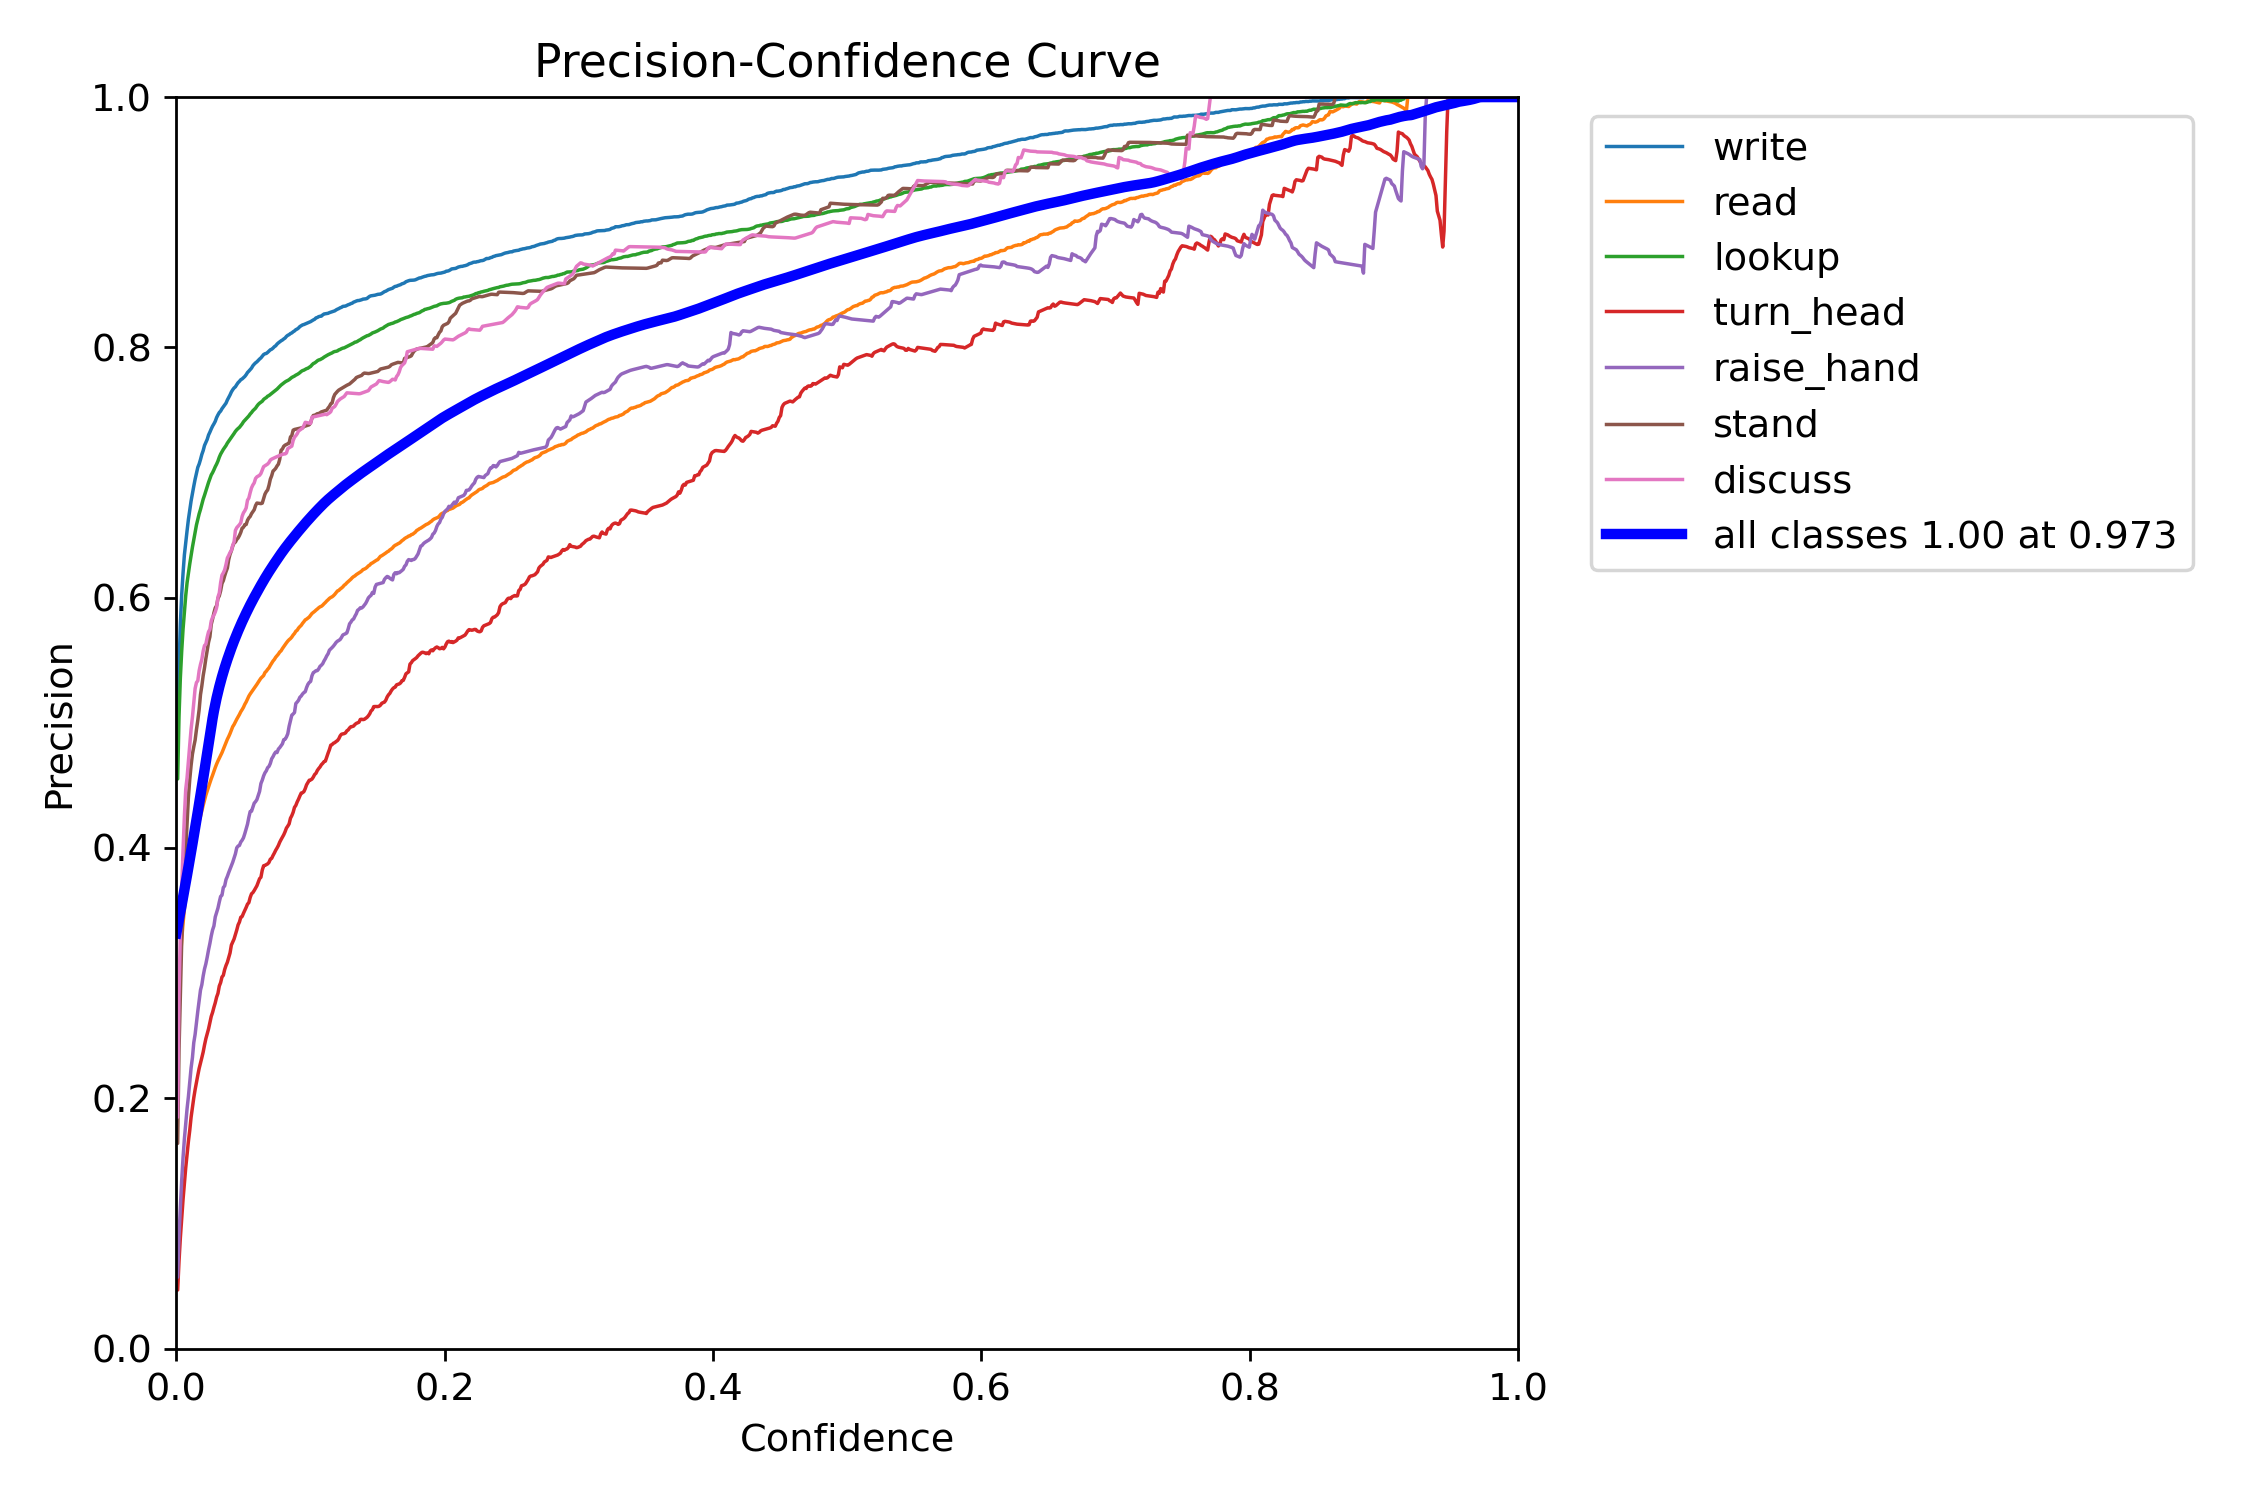 Precision-Confidence Curve
1.0
0.8
0.6
0.4
0.2
0.0
Precision
0.0 0.2 0.4 0.6 0.8 1.0
Confidence
write
read
lookup
turn_head
raise_hand
stand
discuss
all classes 1.00 at 0.973